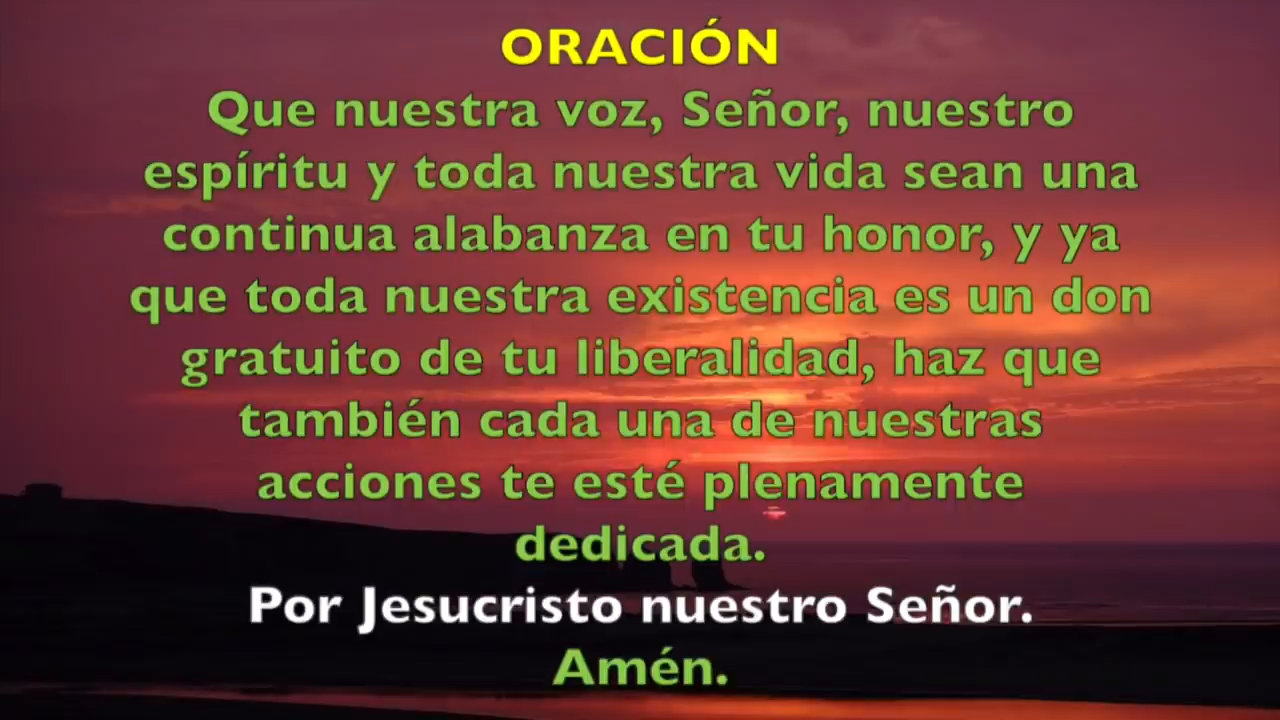 ORACIÓN
Que nuestra voz, Señor, nuestro
espíritu y toda nuestra vida sean una
continua alabanza en tu honor, y ya
que toda nuestra existencia es un don
gratuito de tu liberalidad, haz que
también cada una de nuestras
acciones te esté plenamente
dedicada.
Por Jesucristo nuestro Señor.
Amén.